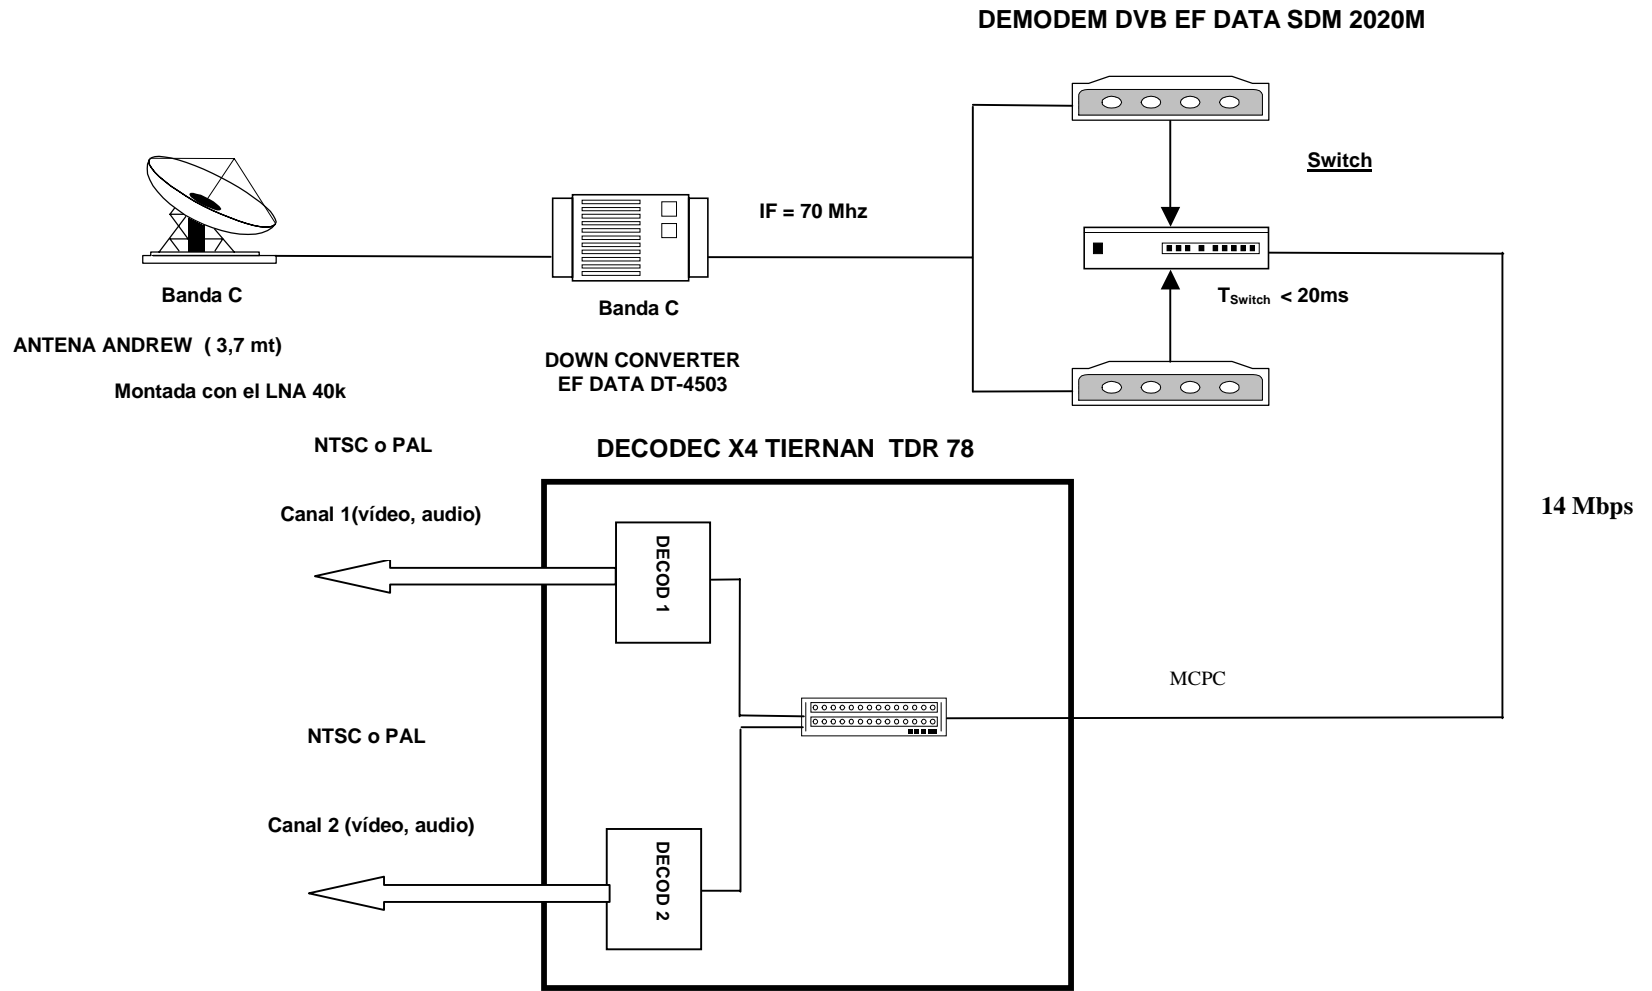 DEMODEM DVB EF DATA SDM 2020M
Switch
IF = 70 Mhz
Banda C
TSwitch < 20ms
Banda C
ANTENA ANDREW ( 3,7 mt)
DOWN CONVERTER
EF DATA DT-4503
Montada con el LNA 40k
NTSC o PAL
DECODEC X4 TIERNAN TDR 78
Canal 1(vídeo, audio)
14 Mbps
DECOD 1
MCPC
NTSC o PAL
Canal 2 (vídeo, audio)
DECOD 2